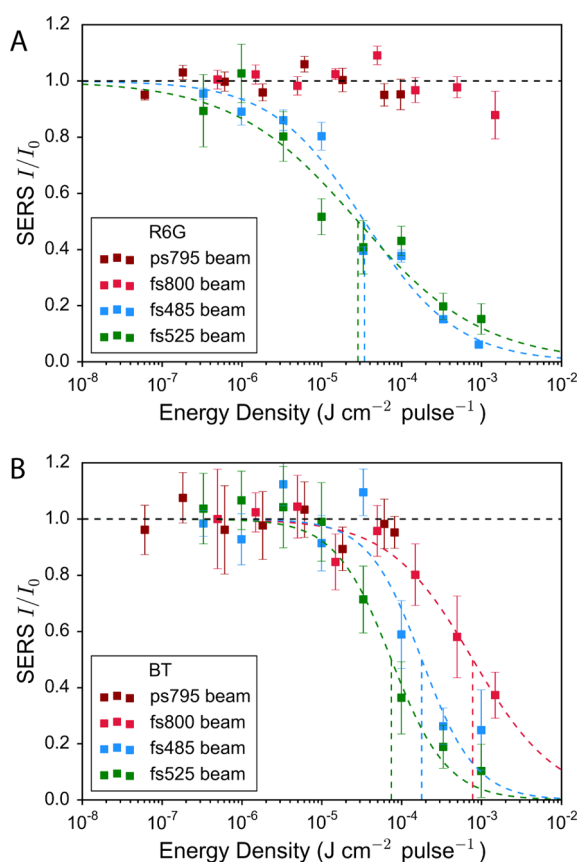 A
SERS I/I₀
1.2
1.0
0.8
0.6
0.4
0.2
0.0
R6G
ps795 beam
fs800 beam
fs485 beam
fs525 beam
10⁻⁸ 10⁻⁷ 10⁻⁶ 10⁻⁵ 10⁻⁴ 10⁻³ 10⁻²
Energy Density (J cm⁻² pulse⁻¹)
B
SERS I/I₀
1.2
1.0
0.8
0.6
0.4
0.2
0.0
BT
ps795 beam
fs800 beam
fs485 beam
fs525 beam
10⁻⁸ 10⁻⁷ 10⁻⁶ 10⁻⁵ 10⁻⁴ 10⁻³ 10⁻²
Energy Density (J cm⁻² pulse⁻¹)